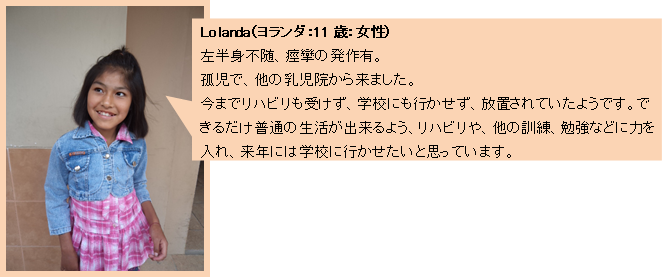 Lolanda(ヨランダ:11 歳:女性)
左半身不随、痙攣の発作有。
孤児で、他の乳児院から来ました。
今までリハビリも受けず、学校にも行かせず、放置されていたようです。で
きるだけ普通の生活が出来るよう、リハビリや、他の訓練、勉強などに力を
入れ、来年には学校に行かせたいと思っています。